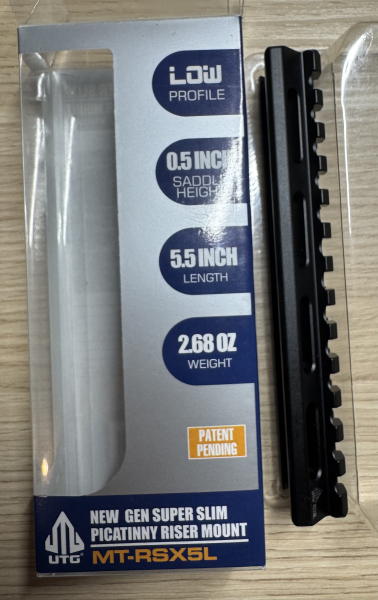 LOW
PROFILE
0.5 INCH
SADDLE
HEIGHT
5.5 INCH
LENGTH
2.68 OZ
WEIGHT
PATENT
PENDING
NEW GEN SUPER SLIM
PICATINNY RISER MOUNT
UTG
MT-RSX5L